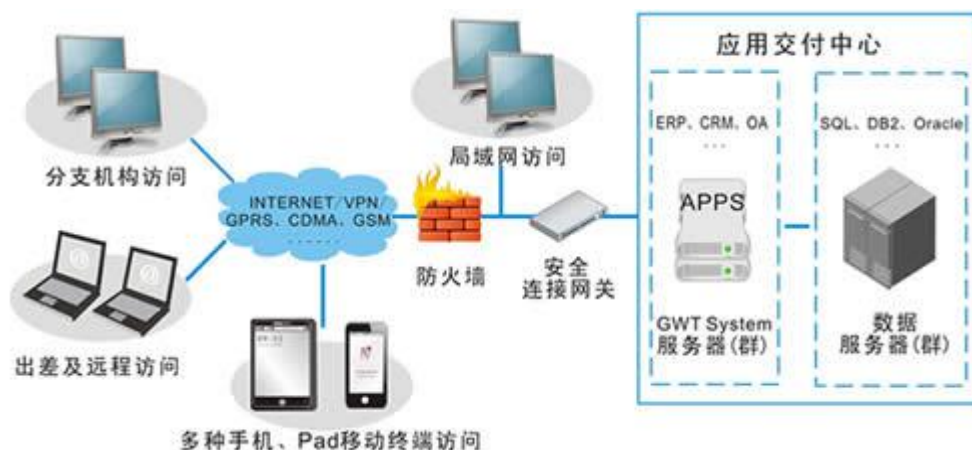 应用交付中心
ERP、CRM、OA
...
SQL、DB2、Oracle
...
分支机构访问
局域网访问
INTERNET/VPN/
GPRS、CDMA、GSM
......
APPS
防火墙
安全
连接网关
GWT System
服务器(群)
数据
服务器(群)
出差及远程访问
多种手机、Pad移动终端访问